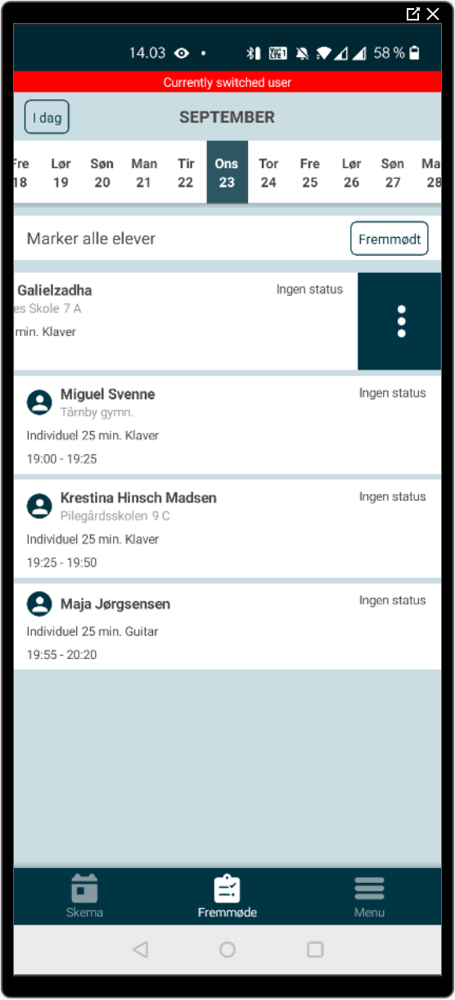 14.03
58 %
Currently switched user
I dag
SEPTEMBER
Fre Lør Søn Man Tir Ons Tor Fre Lør Søn Ma
18 19 20 21 22 23 24 25 26 27 28
Marker alle elever
Fremmødt
Galielzadha
Ingen status
es Skole 7 A
min. Klaver
Miguel Svenne
Ingen status
Tårnby gymn.
Individuel 25 min. Klaver
19:00 - 19:25
Krestina Hinsch Madsen
Ingen status
Pilegårdsskolen 9 C
Individuel 25 min. Klaver
19:25 - 19:50
Maja Jørgsensen
Ingen status
Individuel 25 min. Guitar
19:55 - 20:20
Skema
Fremmøde
Menu